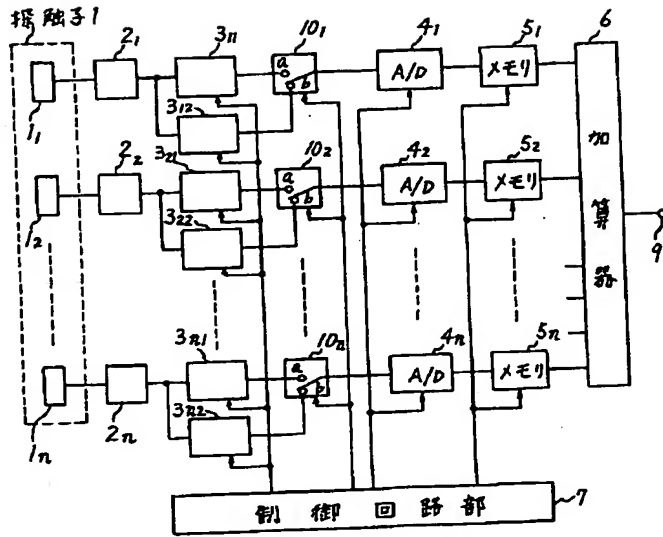 探触子1
1₁ 2₁ 3₁₁ 3₁₂ 10₁ a b 4₁ A/D 5₁ メモリ 6
1₂ 2₂ 3₂₁ 3₂₂ 10₂ a b 4₂ A/D 5₂ メモリ
加算器
9
1ₙ 2ₙ 3ₙ₁ 3ₙ₂ 10ₙ a b 4ₙ A/D 5ₙ メモリ
制御回路部 7